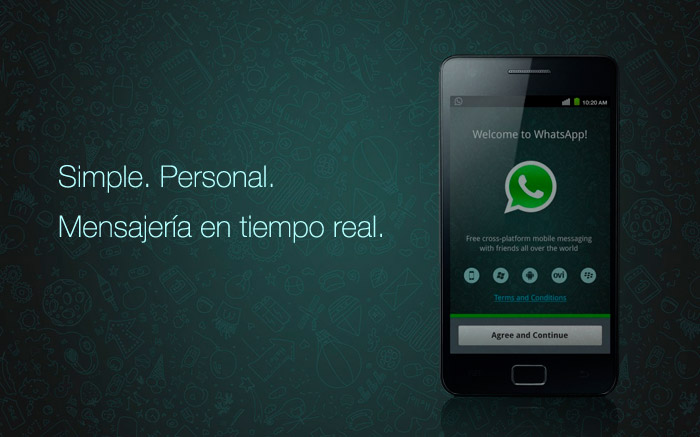 Simple. Personal.
Mensajería en tiempo real.
10:20 AM
Welcome to WhatsApp!
Free cross-platform mobile messaging
with friends all over the world
ovi
Terms and Conditions
Agree and Continue